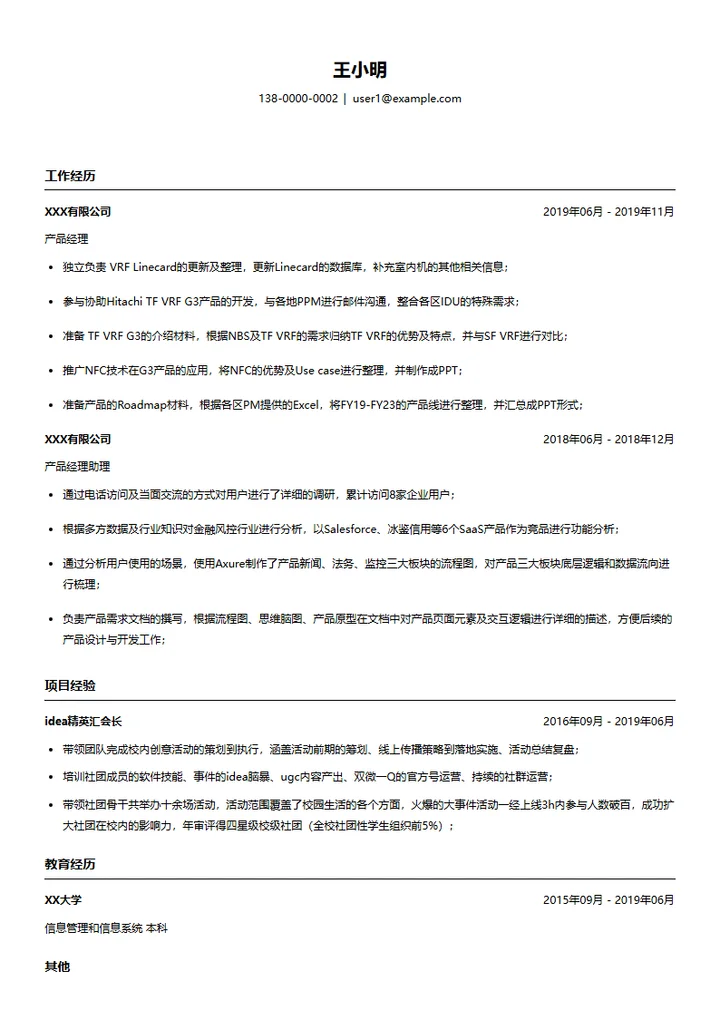 王小明
138-0000-0002 | user1@example.com
工作经历
XXX有限公司 2019年06月 - 2019年11月
产品经理
• 独立负责 VRF Linecard的更新及整理，更新Linecard的数据库，补充室内机的其他相关信息；
• 参与协助Hitachi TF VRF G3产品的开发，与各地PPM进行邮件沟通，整合各区IDU的特殊需求；
• 准备 TF VRF G3的介绍材料，根据NBS及TF VRF的需求归纳TF VRF的优势及特点，并与SF VRF进行对比；
• 推广NFC技术在G3产品的应用，将NFC的优势及Use case进行整理，并制作成PPT；
• 准备产品的Roadmap材料，根据各区PM提供的Excel，将FY19-FY23的产品线进行整理，并汇总成PPT形式；
XXX有限公司 2018年06月 - 2018年12月
产品经理助理
• 通过电话访问及当面交流的方式对用户进行了详细的调研，累计访问8家企业用户；
• 根据多方数据及行业知识对金融风控行业进行分析，以Salesforce、冰鉴信用等6个SaaS产品作为竞品进行功能分析；
• 通过分析用户使用的场景，使用Axure制作了产品新闻、法务、监控三大板块的流程图，对产品三大板块底层逻辑和数据流向进
行梳理；
• 负责产品需求文档的撰写，根据流程图、思维脑图、产品原型在文档中对产品页面元素及交互逻辑进行详细的描述，方便后续的
产品设计与开发工作；
项目经验
idea精英汇会长 2016年09月 - 2019年06月
• 带领团队完成校内创意活动的策划到执行，涵盖活动前期的筹划、线上传播策略到落地实施、活动总结复盘；
• 培训社团成员的软件技能、事件的idea脑暴、ugc内容产出、双微一Q的官方号运营、持续的社群运营；
• 带领社团骨干共举办十余场活动，活动范围覆盖了校园生活的各个方面，火爆的大事件活动一经上线3h内参与人数破百，成功扩
大社团在校内的影响力，年审评得四星级校级社团（全校社团性学生组织前5%）；
教育经历
XX大学 2015年09月 - 2019年06月
信息管理和信息系统 本科
其他